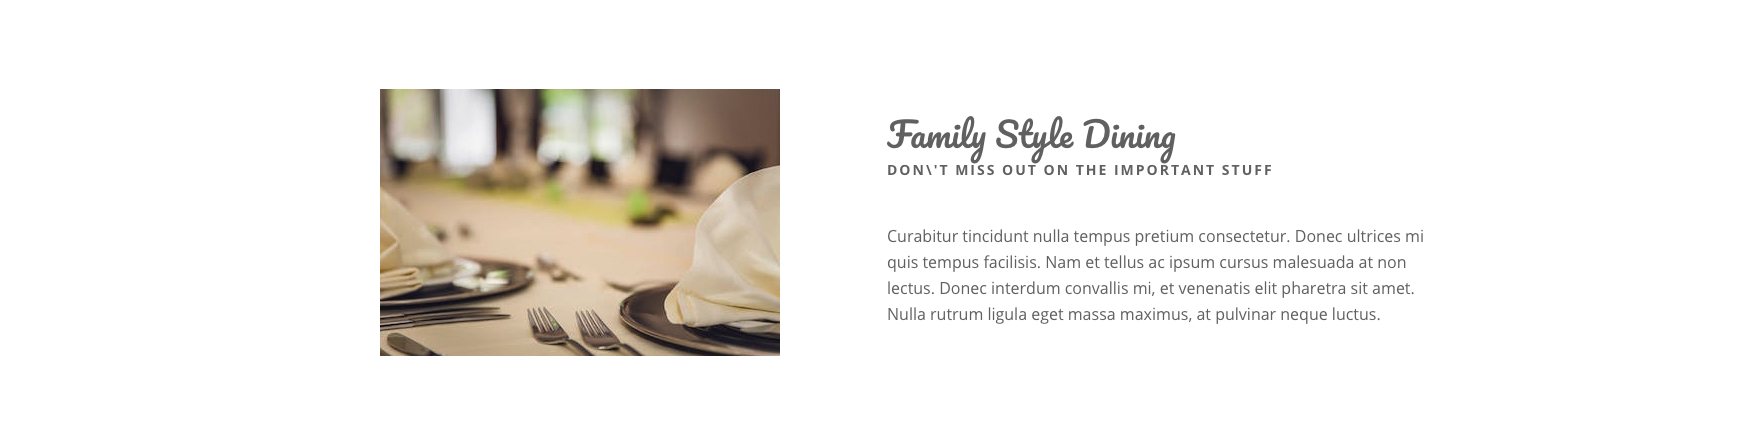 Family Style Dining
DON\'T MISS OUT ON THE IMPORTANT STUFF
Curabitur tincidunt nulla tempus pretium consectetur. Donec ultrices mi
quis tempus facilisis. Nam et tellus ac ipsum cursus malesuada at non
lectus. Donec interdum convallis mi, et venenatis elit pharetra sit amet.
Nulla rutrum ligula eget massa maximus, at pulvinar neque luctus.